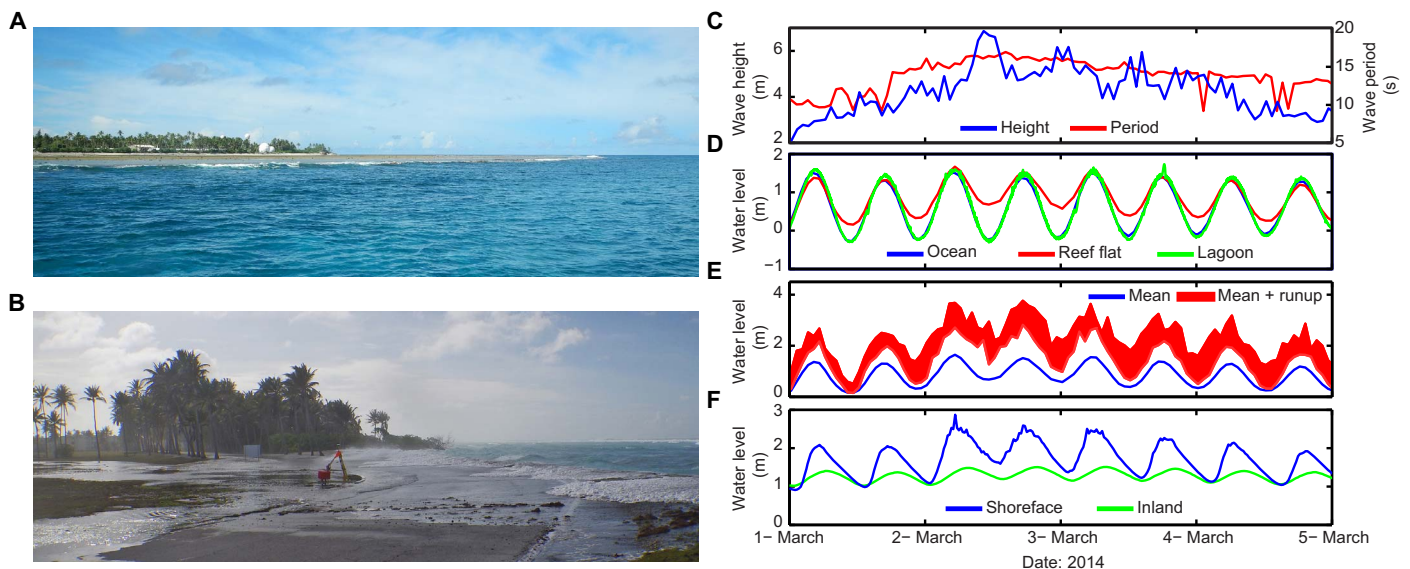 A
B
C
Wave height
(m)
6
4
2
20
15
10
5
Wave period
(s)
Height
Period
D
Water level
(m)
2
1
0
−1
Ocean
Reef flat
Lagoon
E
Water level
(m)
4
2
0
Mean
Mean + runup
F
Water level
(m)
3
2
1
0
Shoreface
Inland
1− March
2− March
3− March
4− March
5− March
Date: 2014